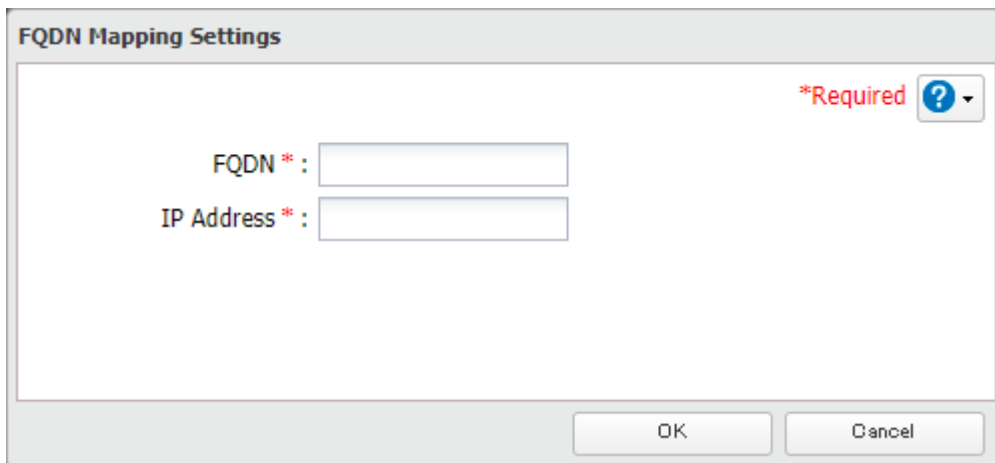 FQDN Mapping Settings
*Required ?
FQDN * :
IP Address * :
OK Cancel